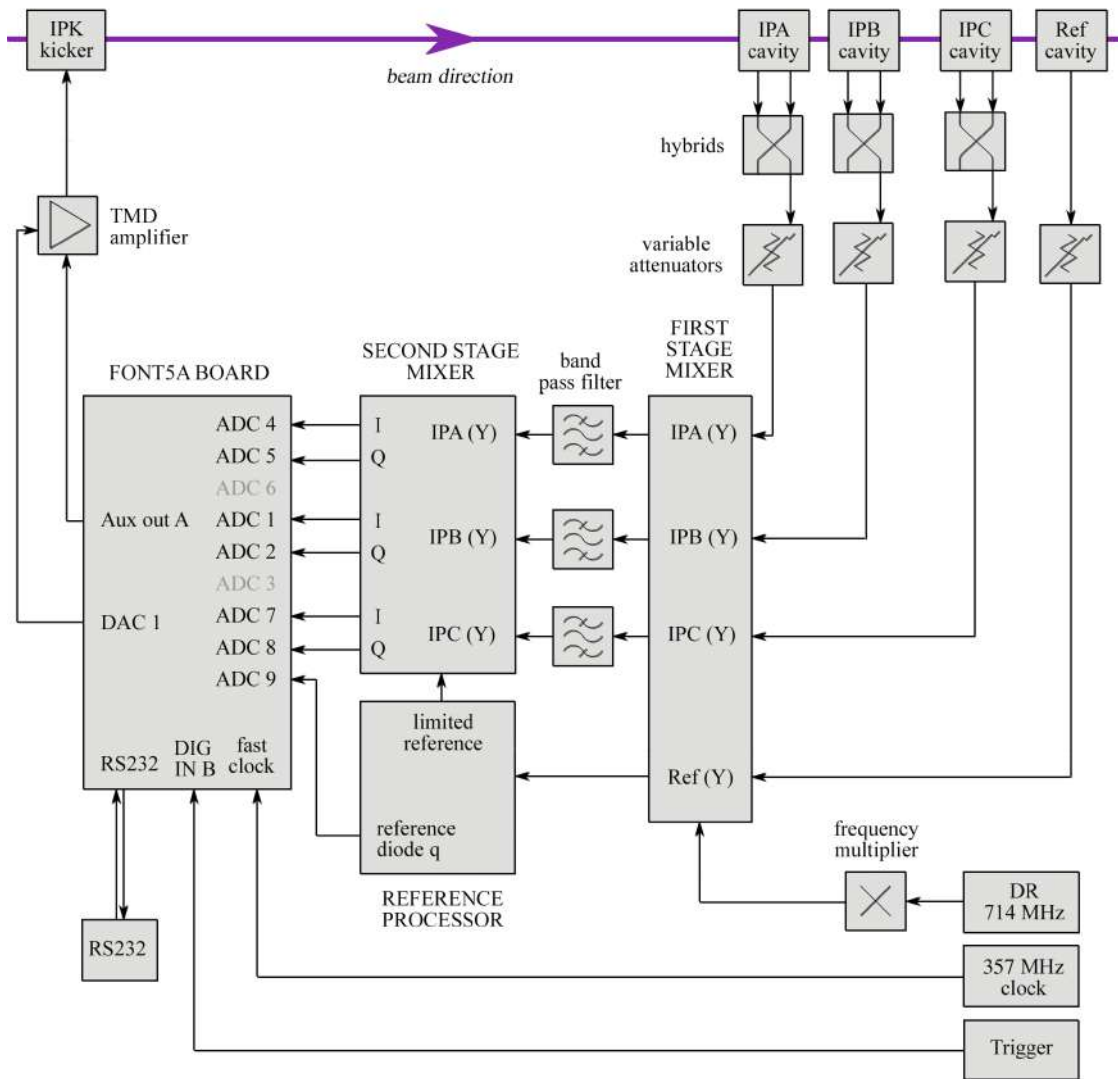 IPK
kicker
IPA
cavity
IPB
cavity
IPC
cavity
Ref
cavity
beam direction
hybrids
TMD
amplifier
variable
attenuators
FIRST
STAGE
MIXER
SECOND STAGE
MIXER
band
pass filter
FONT5A BOARD
ADC 4
I
IPA (Y)
IPA (Y)
ADC 5
Q
ADC 6
Aux out A
ADC 1
I
IPB (Y)
IPB (Y)
ADC 2
Q
ADC 3
DAC 1
ADC 7
I
IPC (Y)
IPC (Y)
ADC 8
Q
ADC 9
limited
reference
RS232
DIG
IN B
fast
clock
Ref (Y)
reference
diode q
frequency
multiplier
REFERENCE
PROCESSOR
DR
714 MHz
RS232
357 MHz
clock
Trigger